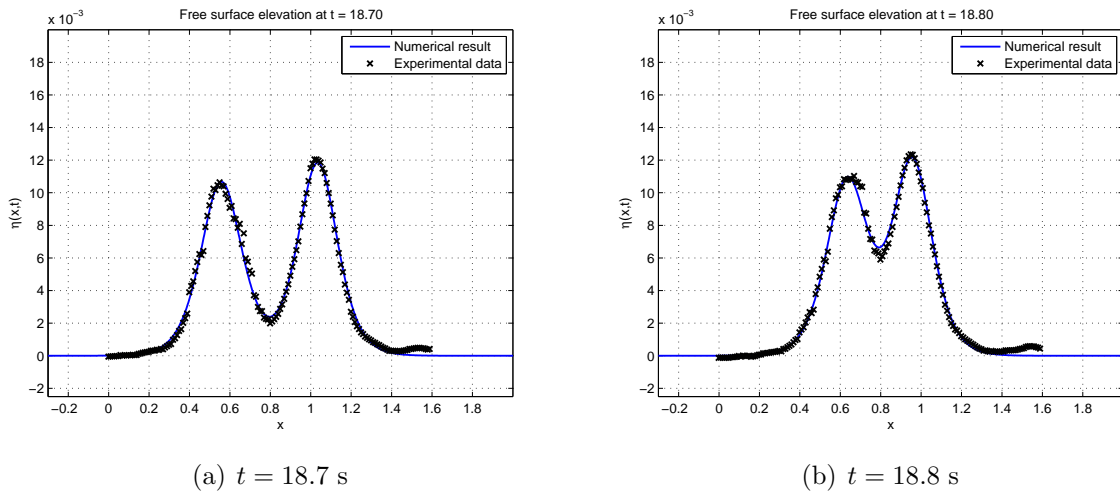 Free surface elevation at t = 18.70
x 10⁻³
18
16
14
12
10
8
6
4
2
0
−2
η(x,t)
−0.2 0 0.2 0.4 0.6 0.8 1 1.2 1.4 1.6 1.8
x
Numerical result
Experimental data
(a) t = 18.7 s
Free surface elevation at t = 18.80
x 10⁻³
18
16
14
12
10
8
6
4
2
0
−2
η(x,t)
−0.2 0 0.2 0.4 0.6 0.8 1 1.2 1.4 1.6 1.8
x
Numerical result
Experimental data
(b) t = 18.8 s